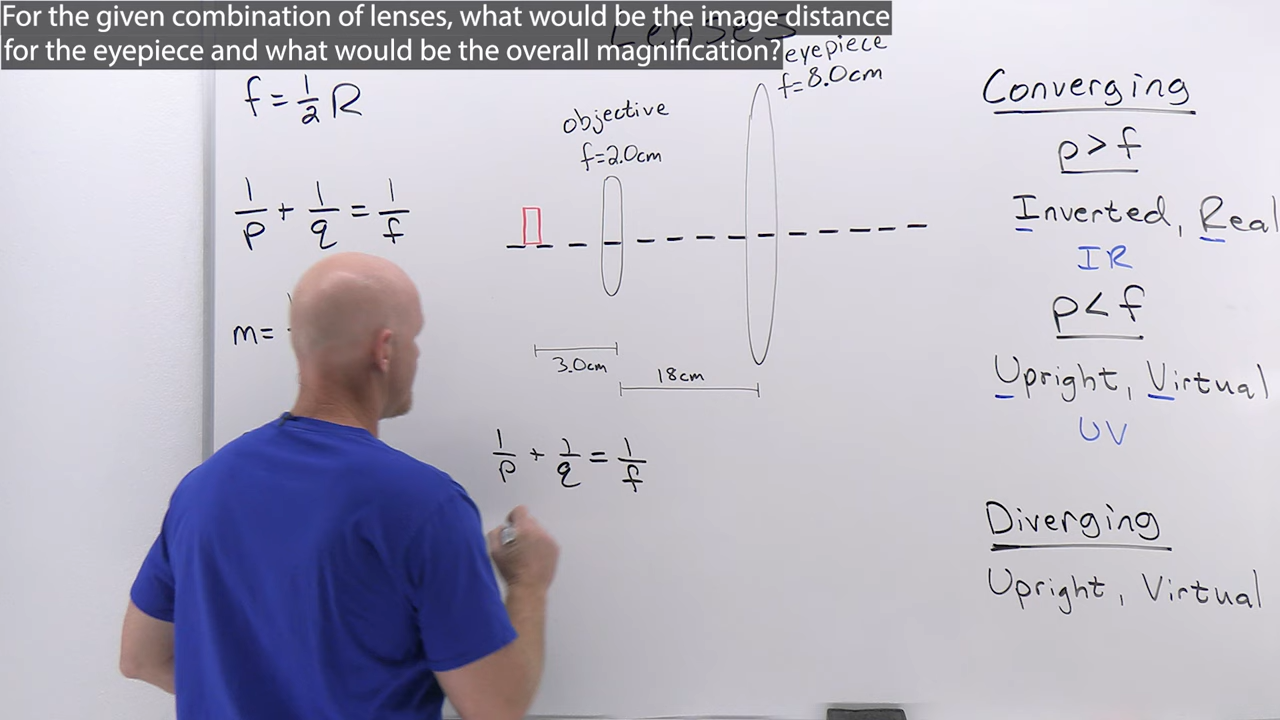 For the given combination of lenses, what would be the image distance
for the eyepiece and what would be the overall magnification?
Lenses
f = 1/2 R
1/p + 1/q = 1/f
m=
objective
f=2.0cm
eyepiece
f=8.0cm
3.0cm
18cm
1/p + 1/q = 1/f
Converging
p>f
Inverted, Real
IR
p<f
Upright, Virtual
UV
Diverging
Upright, Virtual